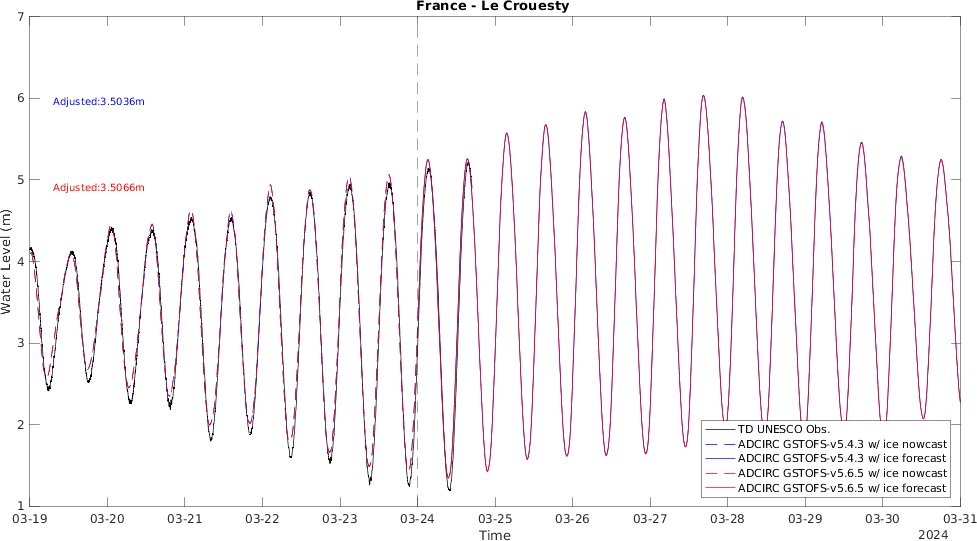 France - Le Crouesty
7
6
5
4
3
2
1
Water Level (m)
Adjusted:3.5036m
Adjusted:3.5066m
TD UNESCO Obs.
ADCIRC GSTOFS-v5.4.3 w/ ice nowcast
ADCIRC GSTOFS-v5.4.3 w/ ice forecast
ADCIRC GSTOFS-v5.6.5 w/ ice nowcast
ADCIRC GSTOFS-v5.6.5 w/ ice forecast
03-19 03-20 03-21 03-22 03-23 03-24 03-25 03-26 03-27 03-28 03-29 03-30 03-31
Time
2024